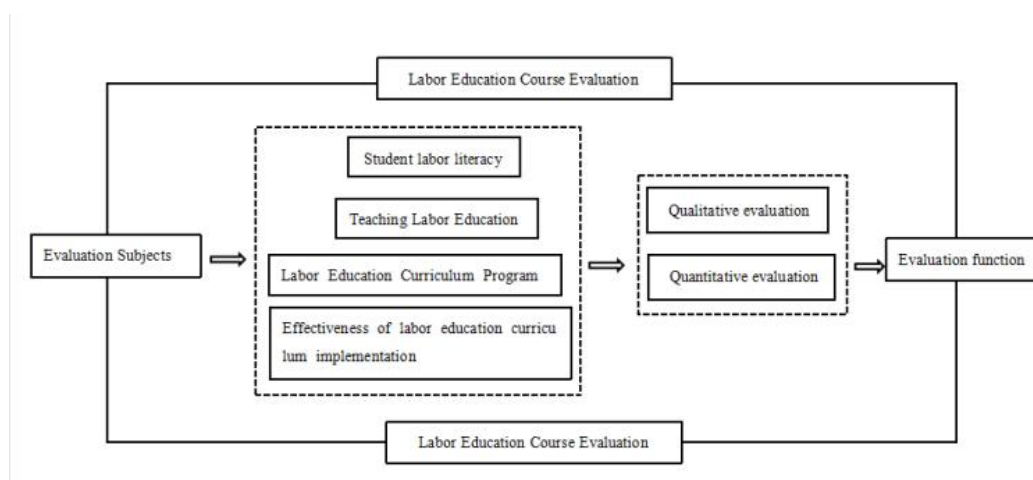 Labor Education Course Evaluation
Student labor literacy
Teaching Labor Education
Evaluation Subjects
Labor Education Curriculum Program
Effectiveness of labor education curricu
lum implementation
Qualitative evaluation
Quantitative evaluation
Evaluation function
Labor Education Course Evaluation